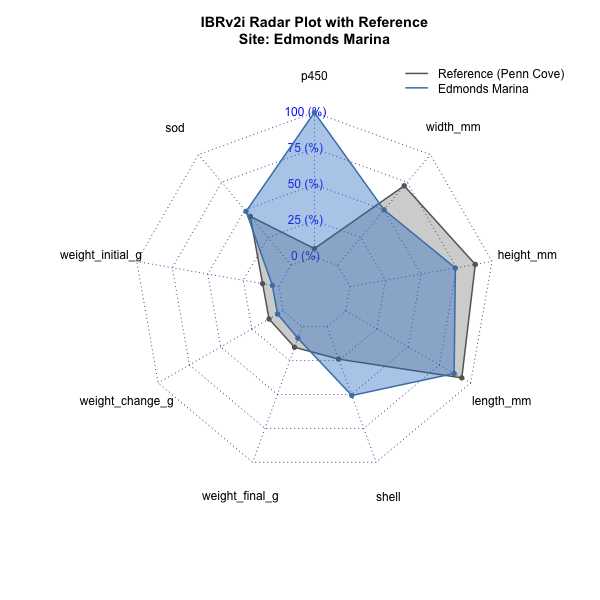 IBRv2i Radar Plot with Reference
Site: Edmonds Marina
Reference (Penn Cove)
Edmonds Marina
p450
width_mm
height_mm
length_mm
shell
weight_final_g
weight_change_g
weight_initial_g
sod
100 (%)
75 (%)
50 (%)
25 (%)
0 (%)